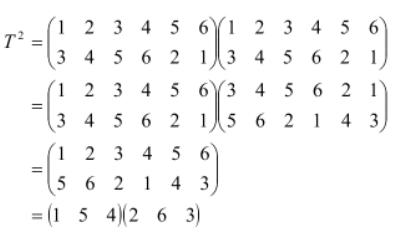 T² = (1 2 3 4 5 6)(1 2 3 4 5 6)
(3 4 5 6 2 1)(3 4 5 6 2 1)
= (1 2 3 4 5 6)(3 4 5 6 2 1)
(3 4 5 6 2 1)(5 6 2 1 4 3)
= (1 2 3 4 5 6)
(5 6 2 1 4 3)
= (1 5 4)(2 6 3)